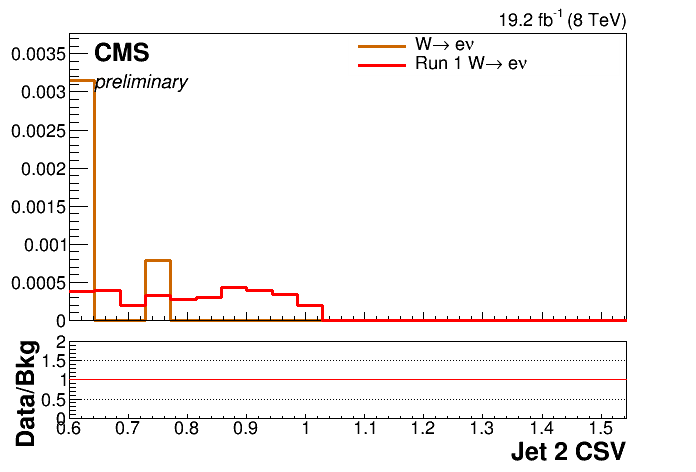 19.2 fb⁻¹ (8 TeV)
CMS
preliminary
W→ eν
Run 1 W→ eν
0.0035
0.003
0.0025
0.002
0.0015
0.001
0.0005
0
Data/Bkg
2
1.5
1
0.5
0
0.6 0.7 0.8 0.9 1 1.1 1.2 1.3 1.4 1.5
Jet 2 CSV